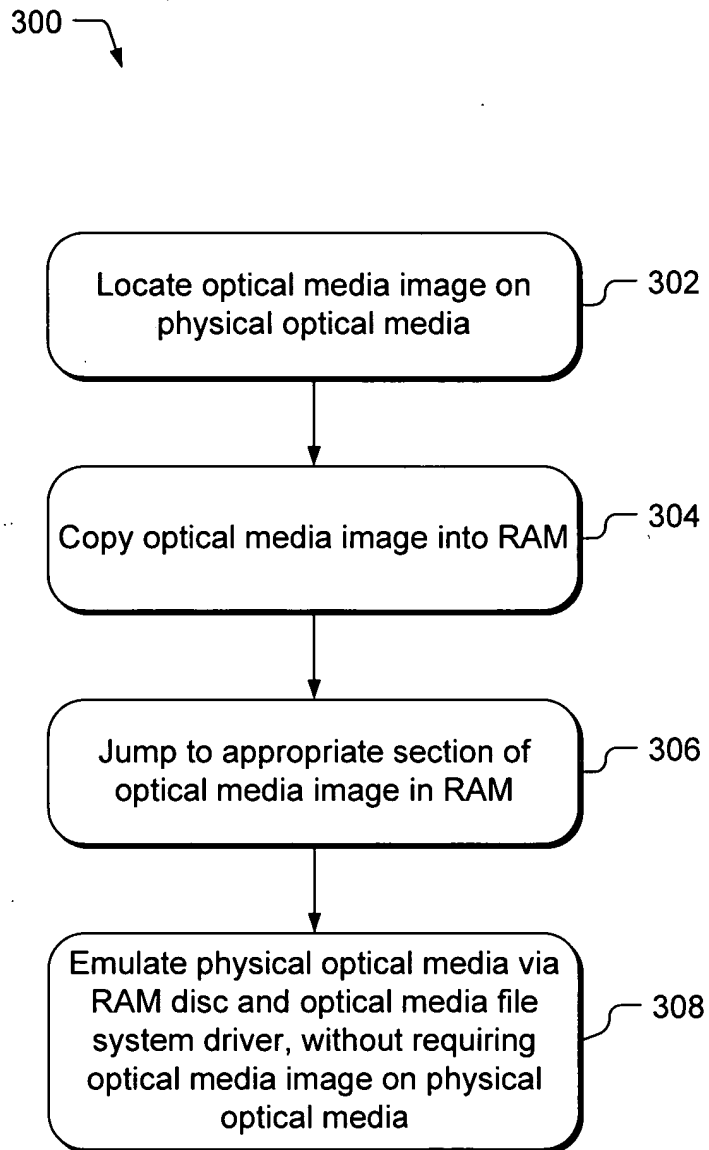 300
Locate optical media image on
physical optical media
302
Copy optical media image into RAM
304
Jump to appropriate section of
optical media image in RAM
306
Emulate physical optical media via
RAM disc and optical media file
system driver, without requiring
optical media image on physical
optical media
308